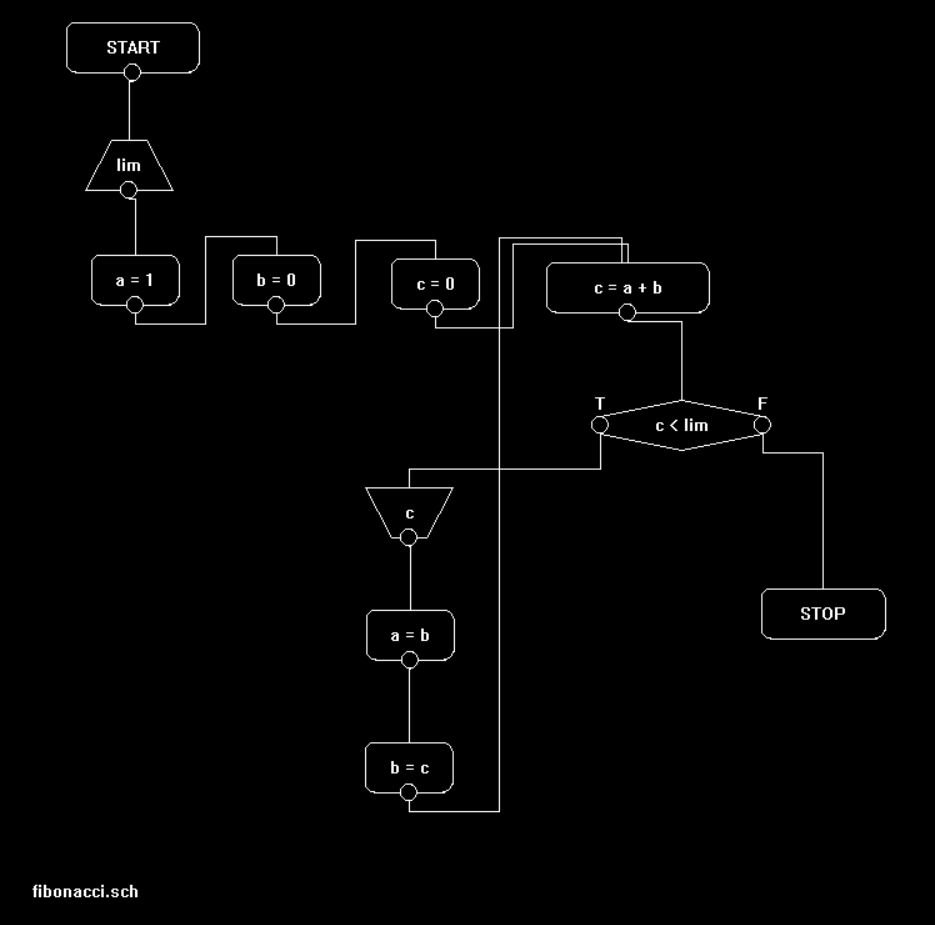 START
lim
a = 1
b = 0
c = 0
c = a + b
T
F
c < lim
c
a = b
b = c
STOP
fibonacci.sch